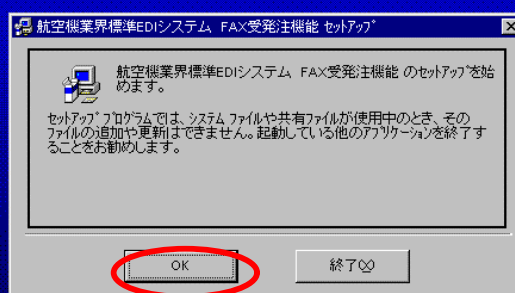 航空機業界標準EDIシステム FAX受発注機能 ｾｯﾄｱｯﾌﾟ
航空機業界標準EDIｼｽﾃﾑ FAX受発注機能 のｾｯﾄｱｯﾌﾟを始
めます。
ｾｯﾄｱｯﾌﾟ ﾌﾟﾛｸﾞﾗﾑでは、ｼｽﾃﾑ ﾌｧｲﾙや共有ﾌｧｲﾙが使用中のとき、その
ﾌｧｲﾙの追加や更新はできません。起動している他のｱﾌﾟﾘｹｰｼｮﾝを終了す
ることをお勧めします。
OK
終了(X)